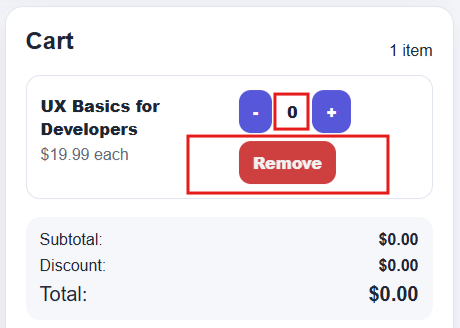 Cart
1 item
UX Basics for
Developers
$19.99 each
- 0 +
Remove
Subtotal: $0.00
Discount: $0.00
Total: $0.00